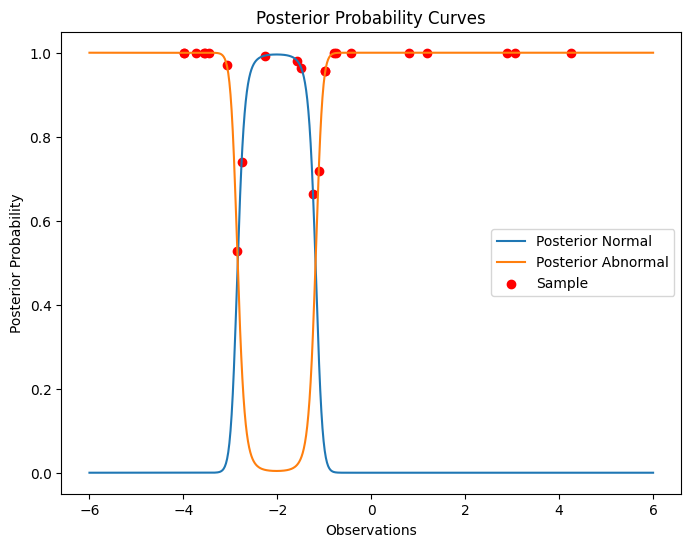 Posterior Probability Curves
Posterior Probability
1.0
0.8
0.6
0.4
0.2
0.0
Posterior Normal
Posterior Abnormal
Sample
−6
−4
−2
0
2
4
6
Observations